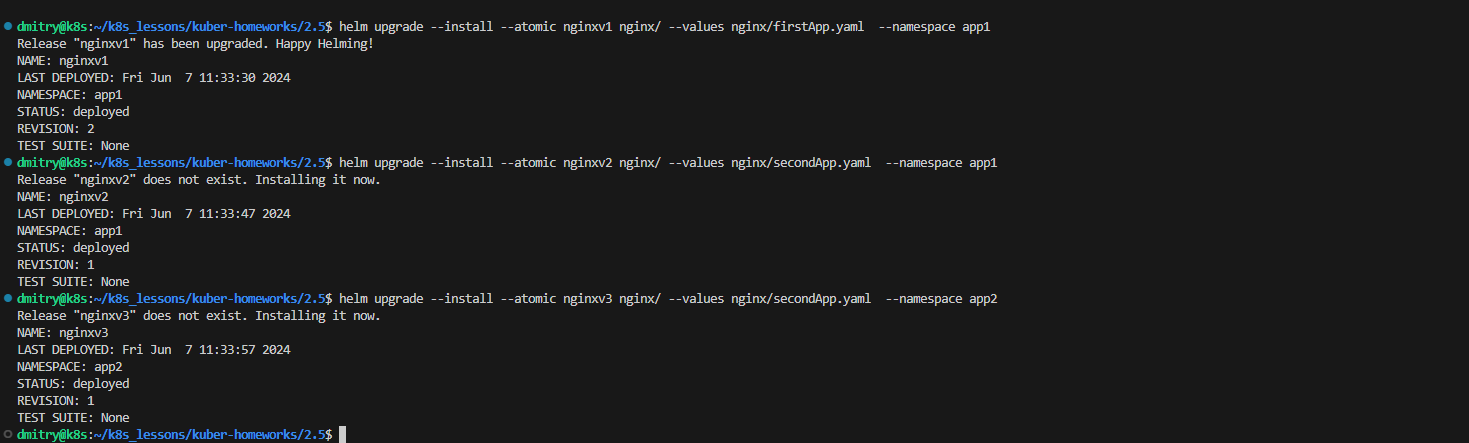 dmitry@k8s:~/k8s_lessons/kuber-homeworks/2.5$ helm upgrade --install --atomic nginxv1 nginx/ --values nginx/firstApp.yaml  --namespace app1
Release "nginxv1" has been upgraded. Happy Helming!
NAME: nginxv1
LAST DEPLOYED: Fri Jun  7 11:33:30 2024
NAMESPACE: app1
STATUS: deployed
REVISION: 2
TEST SUITE: None
dmitry@k8s:~/k8s_lessons/kuber-homeworks/2.5$ helm upgrade --install --atomic nginxv2 nginx/ --values nginx/secondApp.yaml  --namespace app1
Release "nginxv2" does not exist. Installing it now.
NAME: nginxv2
LAST DEPLOYED: Fri Jun  7 11:33:47 2024
NAMESPACE: app1
STATUS: deployed
REVISION: 1
TEST SUITE: None
dmitry@k8s:~/k8s_lessons/kuber-homeworks/2.5$ helm upgrade --install --atomic nginxv3 nginx/ --values nginx/secondApp.yaml  --namespace app2
Release "nginxv3" does not exist. Installing it now.
NAME: nginxv3
LAST DEPLOYED: Fri Jun  7 11:33:57 2024
NAMESPACE: app2
STATUS: deployed
REVISION: 1
TEST SUITE: None
dmitry@k8s:~/k8s_lessons/kuber-homeworks/2.5$